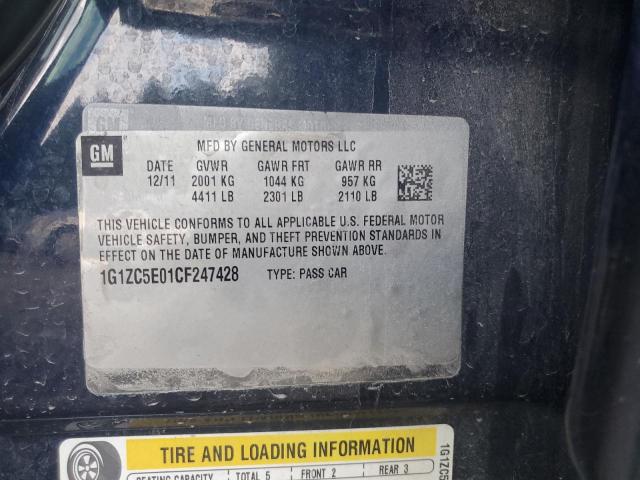 GM
MFD BY GENERAL MOTORS LLC
DATE GVWR GAWR FRT GAWR RR
12/11 2001 KG 1044 KG 957 KG
4411 LB 2301 LB 2110 LB
THIS VEHICLE CONFORMS TO ALL APPLICABLE U.S. FEDERAL MOTOR
VEHICLE SAFETY, BUMPER, AND THEFT PREVENTION STANDARDS IN
EFFECT ON THE DATE OF MANUFACTURE SHOWN ABOVE.
1G1ZC5E01CF247428 TYPE: PASS CAR
TIRE AND LOADING INFORMATION
SEATING CAPACITY TOTAL 5 FRONT 2 REAR 3
1G1ZC5